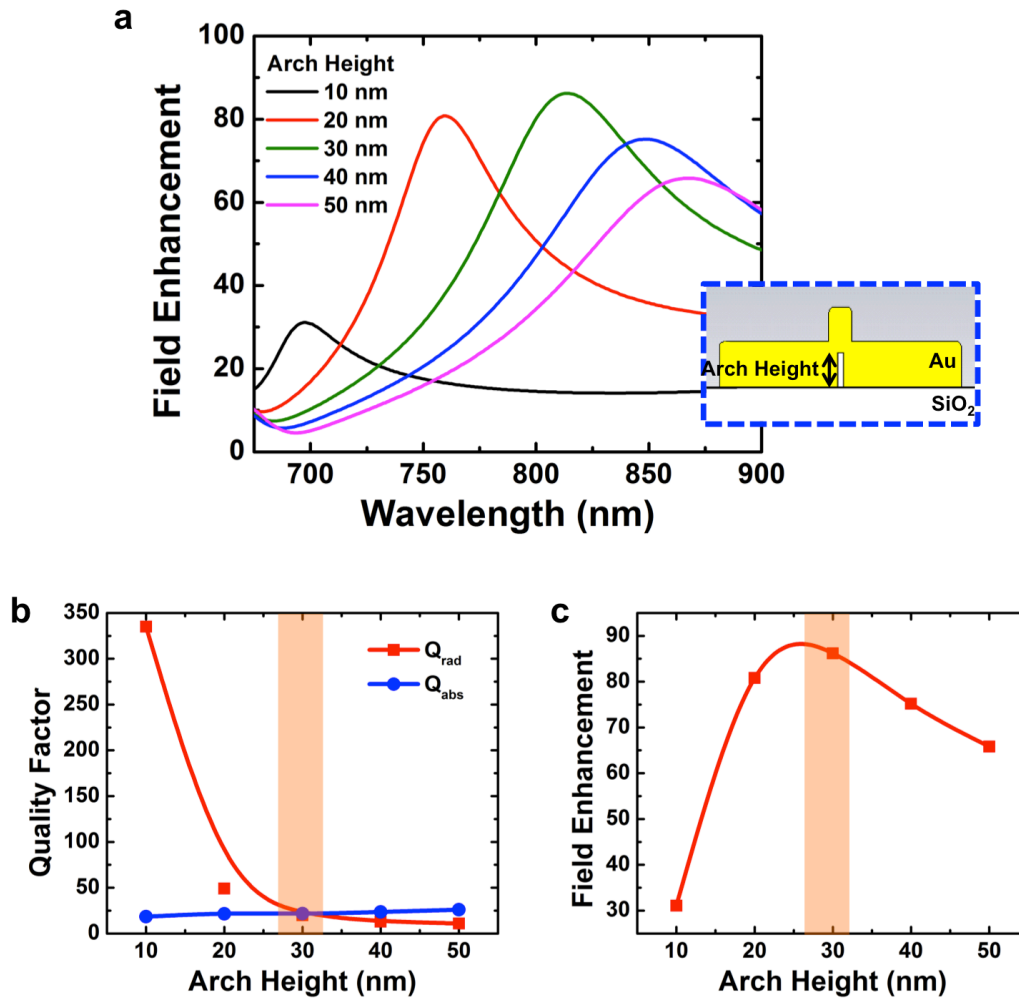 a
100
80
60
40
20
0
Field Enhancement
Arch Height
10 nm
20 nm
30 nm
40 nm
50 nm
700 750 800 850 900
Wavelength (nm)
Arch Height
Au
SiO₂
b
350
300
250
200
150
100
50
0
Quality Factor
Q_rad
Q_abs
10 20 30 40 50
Arch Height (nm)
c
90
80
70
60
50
40
30
Field Enhancement
10 20 30 40 50
Arch Height (nm)